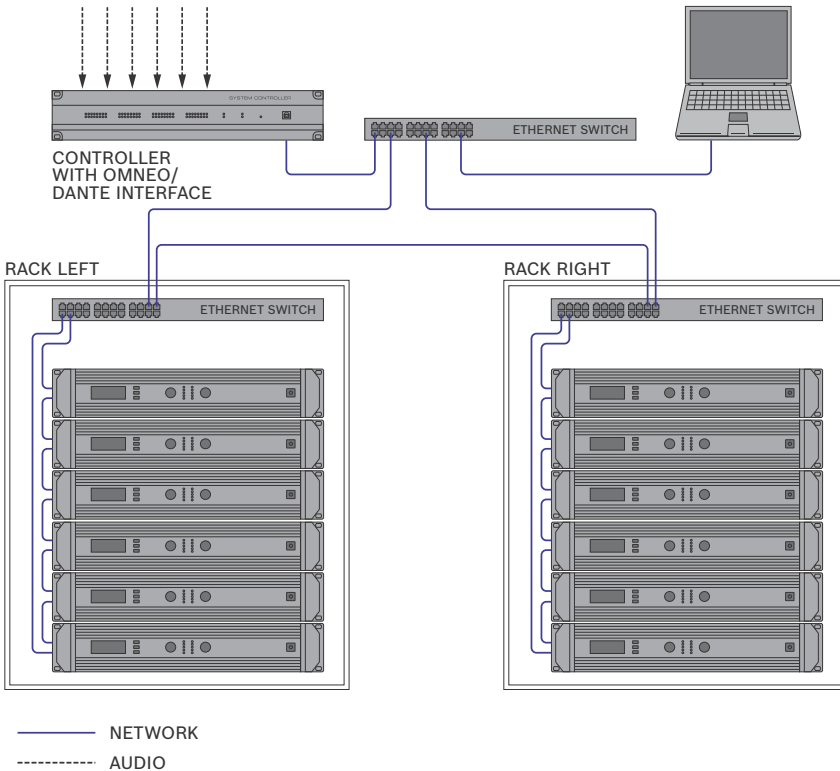 SYSTEM CONTROLLER
ETHERNET SWITCH
CONTROLLER
WITH OMNEO/
DANTE INTERFACE
RACK LEFT
RACK RIGHT
ETHERNET SWITCH
ETHERNET SWITCH
NETWORK
AUDIO